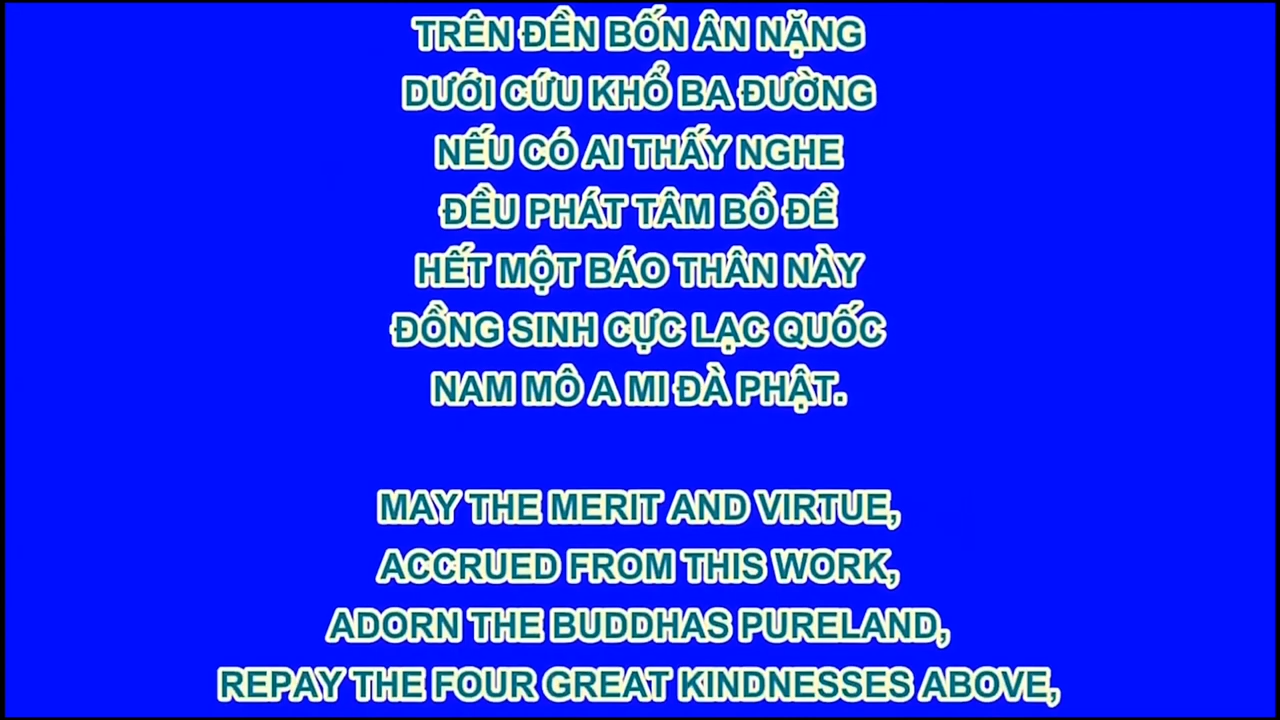 TRÊN ĐỀN BỐN ÂN NẶNG
DƯỚI CỨU KHỔ BA ĐƯỜNG
NẾU CÓ AI THẤY NGHE
ĐỀU PHÁT TÂM BỒ ĐỀ
HẾT MỘT BÁO THÂN NÀY
ĐỒNG SINH CỰC LẠC QUỐC
NAM MÔ A MI ĐÀ PHẬT.
MAY THE MERIT AND VIRTUE,
ACCRUED FROM THIS WORK,
ADORN THE BUDDHAS PURELAND,
REPAY THE FOUR GREAT KINDNESSES ABOVE,